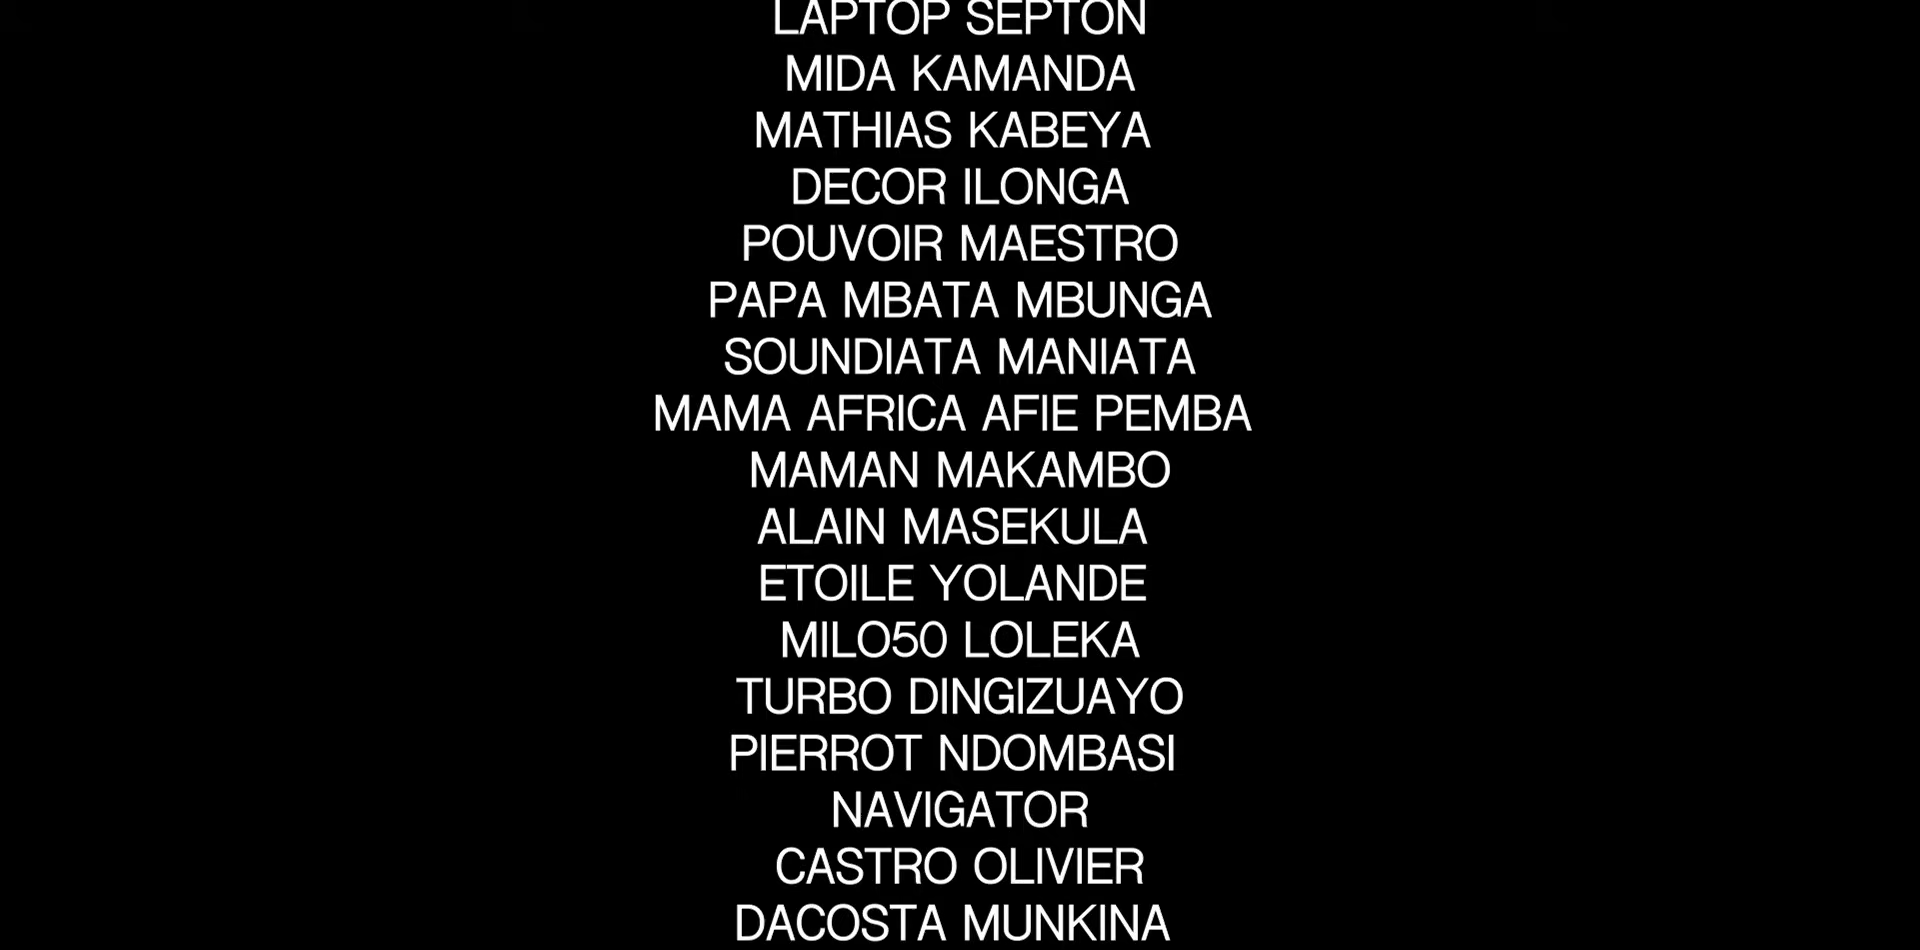 LAPTOP SEPTON
MIDA KAMANDA
MATHIAS KABEYA
DECOR ILONGA
POUVOIR MAESTRO
PAPA MBATA MBUNGA
SOUNDIATA MANIATA
MAMA AFRICA AFIE PEMBA
MAMAN MAKAMBO
ALAIN MASEKULA
ETOILE YOLANDE
MILO50 LOLEKA
TURBO DINGIZUAYO
PIERROT NDOMBASI
NAVIGATOR
CASTRO OLIVIER
DACOSTA MUNKINA